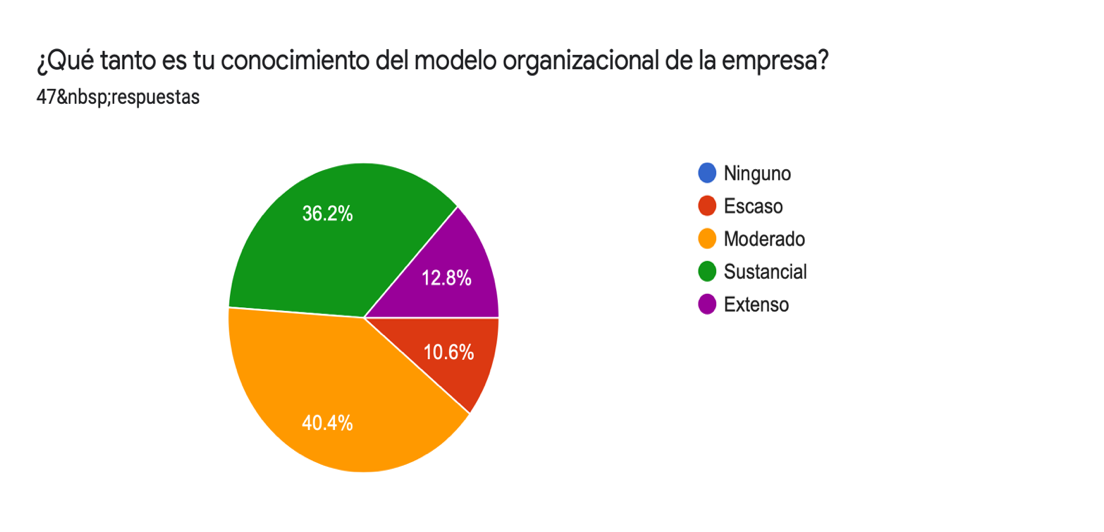 ¿Qué tanto es tu conocimiento del modelo organizacional de la empresa?
47&nbsp;respuestas
36.2%
12.8%
10.6%
40.4%
Ninguno
Escaso
Moderado
Sustancial
Extenso